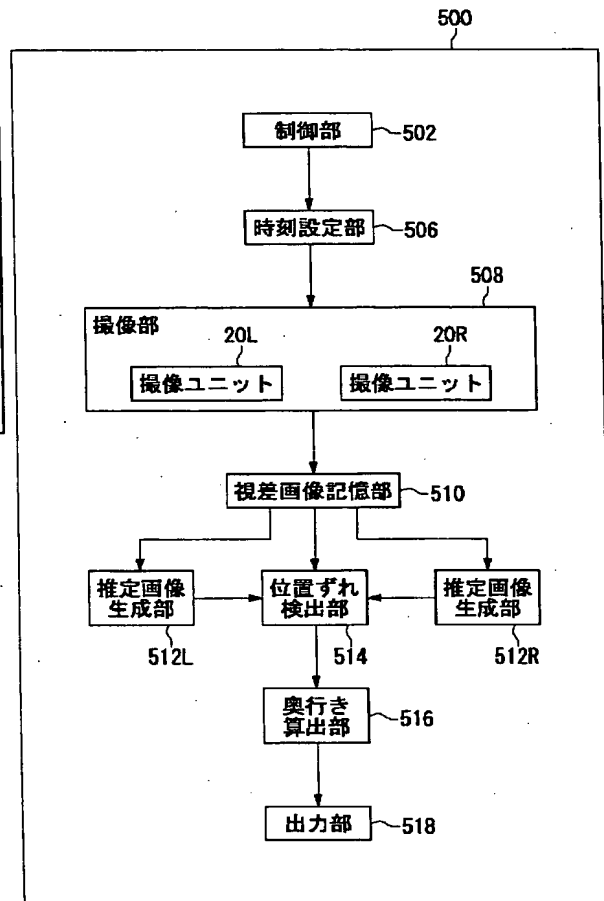 500
制御部
502
時刻設定部
506
508
撮像部
20L
20R
撮像ユニット
撮像ユニット
視差画像記憶部
510
推定画像
生成部
位置ずれ
検出部
推定画像
生成部
512L
514
512R
奥行き
算出部
516
出力部
518